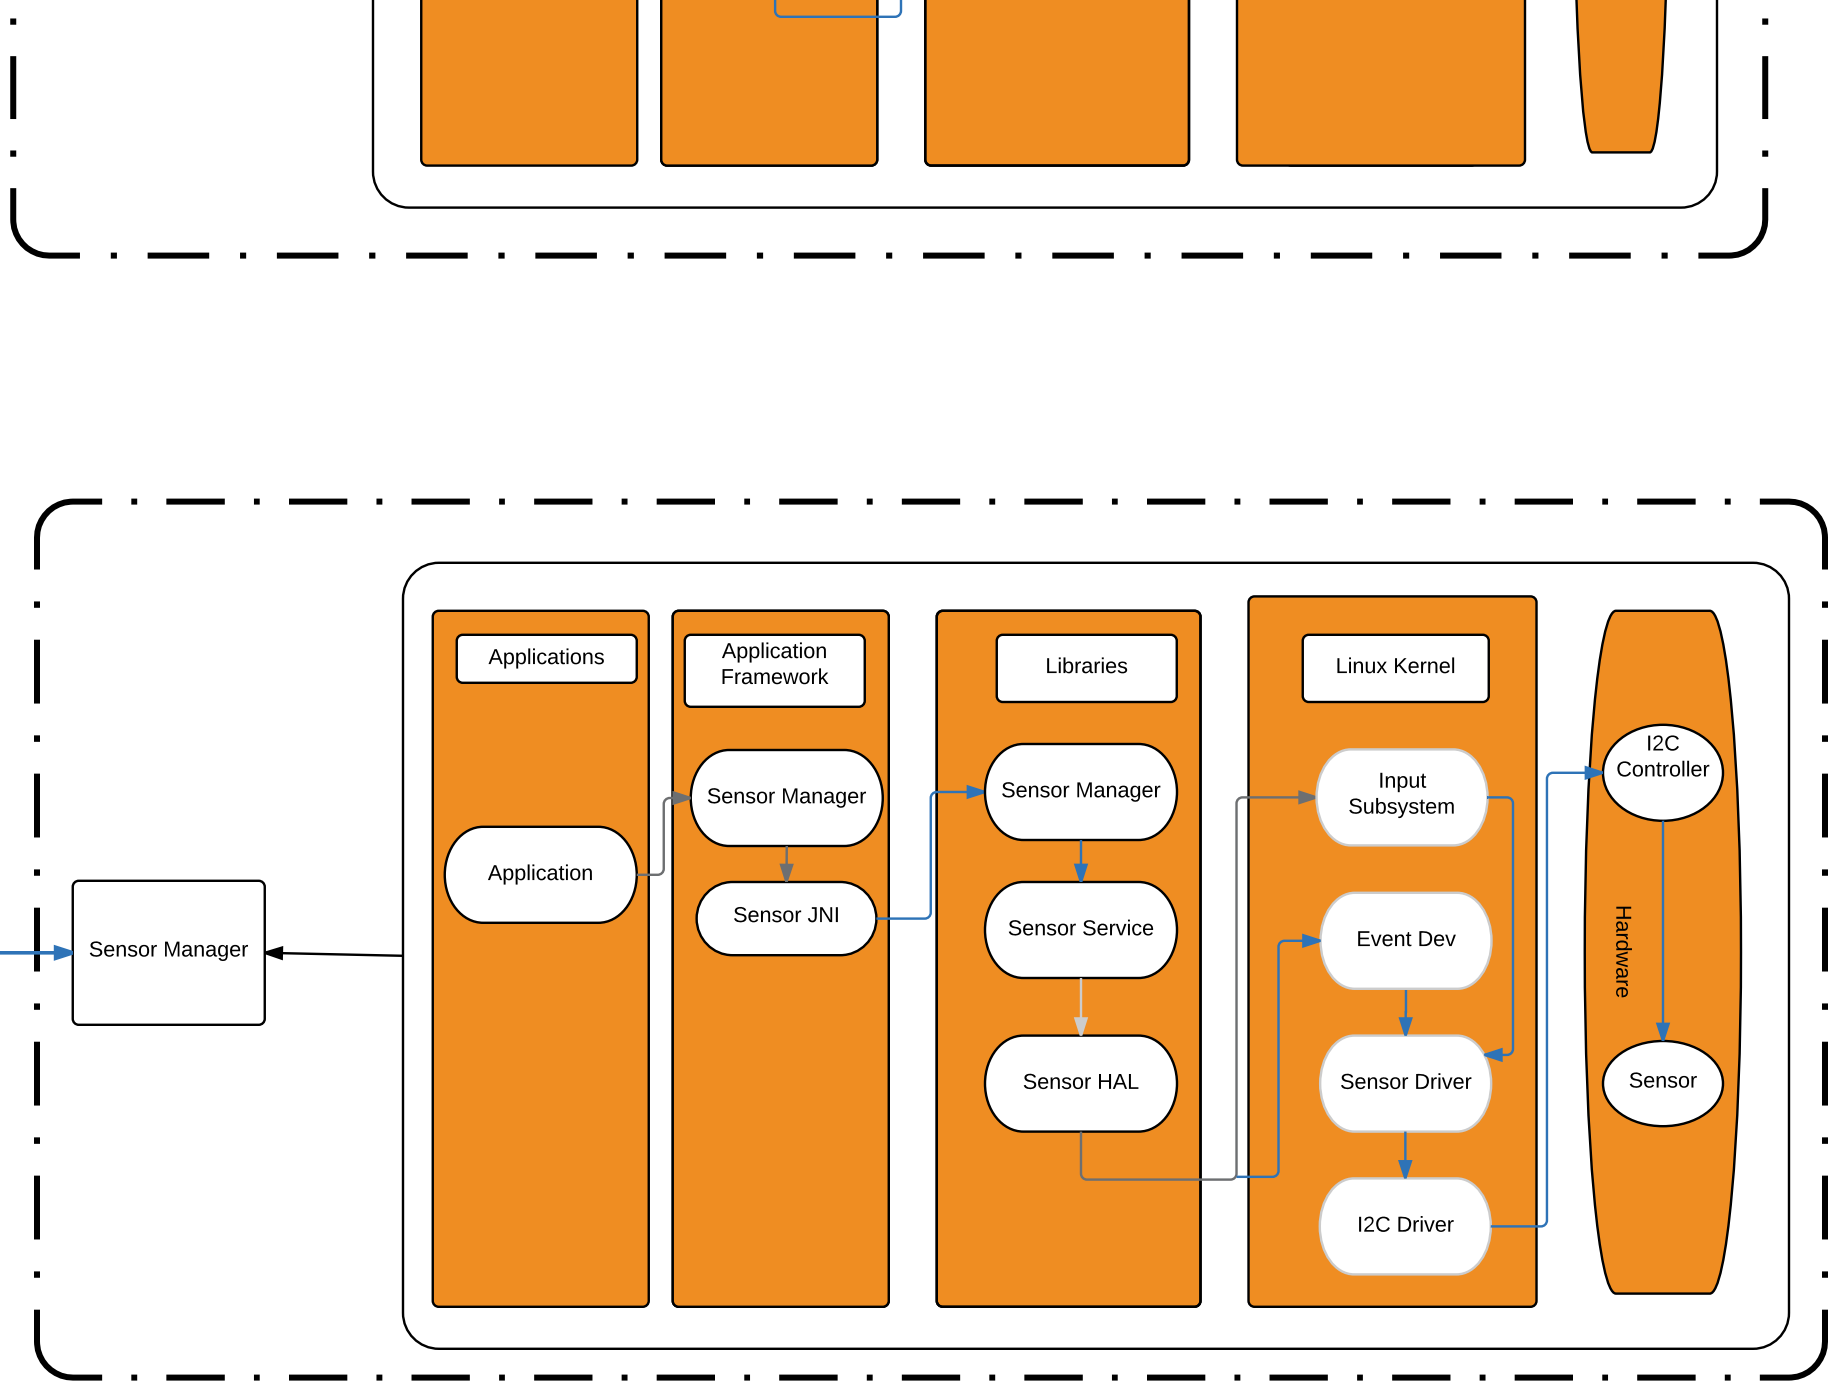 Sensor Manager
Applications
Application
Application
Framework
Sensor Manager
Sensor JNI
Libraries
Sensor Manager
Sensor Service
Sensor HAL
Linux Kernel
Input
Subsystem
Event Dev
Sensor Driver
I2C Driver
I2C
Controller
Hardware
Sensor